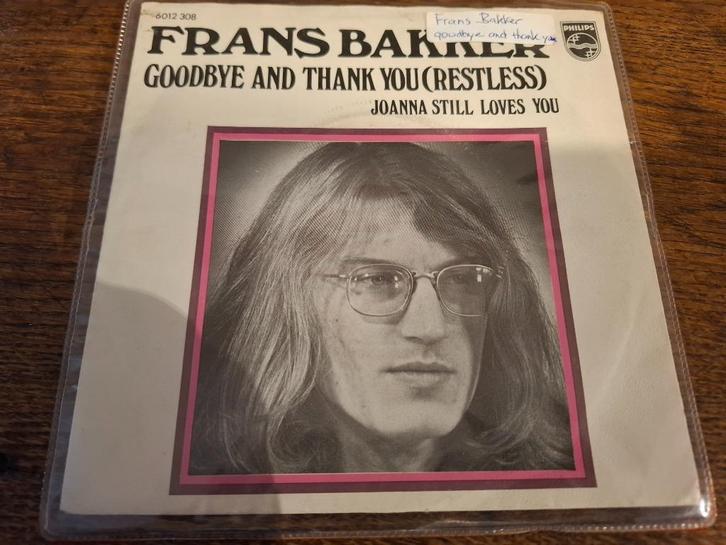 6012 308
FRANS BAKKER
Frans Bakker
goodbye and thank you
PHILIPS
GOODBYE AND THANK YOU (RESTLESS)
JOANNA STILL LOVES YOU